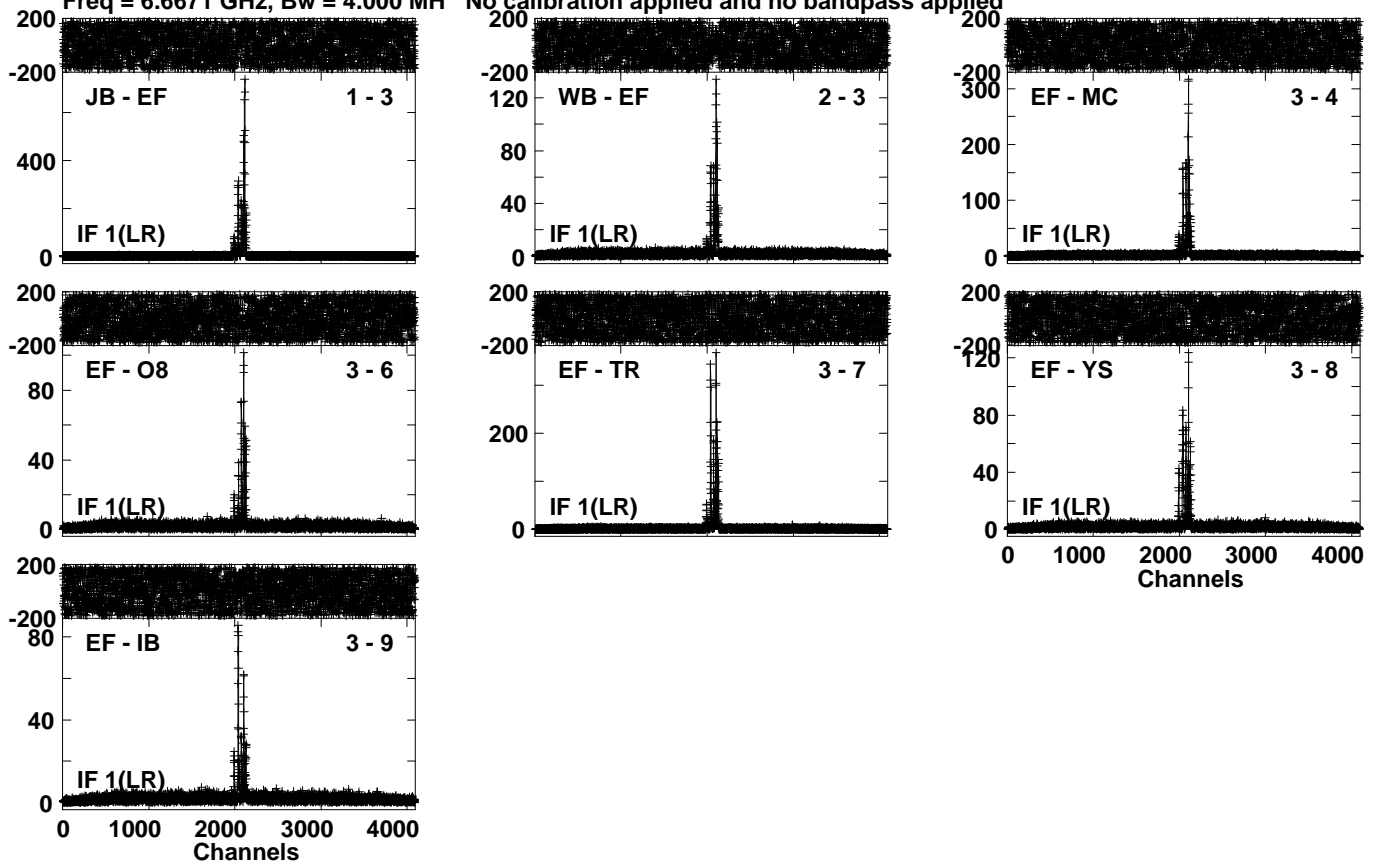 Freq = 6.6671 GHz, Bw = 4.000 MH No calibration applied and no bandpass applied
200 200 200
-200 -200 -200
JB - EF 1 - 3 WB - EF 2 - 3 EF - MC 3 - 4
400 120 300
80 200
40 100
IF 1(LR) IF 1(LR) IF 1(LR)
0 0 0
200 200 200
-200 -200 -200
EF - O8 3 - 6 EF - TR 3 - 7 EF - YS 3 - 8
80 200 120
40 80
40
IF 1(LR) IF 1(LR) IF 1(LR)
0 0 0
0 1000 2000 3000 4000
Channels
200
-200
80 EF - IB 3 - 9
40
IF 1(LR)
0
0 1000 2000 3000 4000
Channels